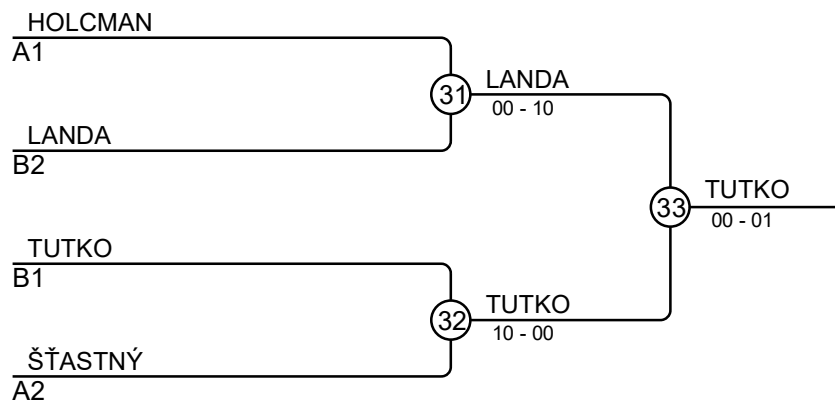 HOLCMAN
A1
31
LANDA
00 - 10
LANDA
B2
33
TUTKO
00 - 01
TUTKO
B1
32
TUTKO
10 - 00
ŠŤASTNÝ
A2